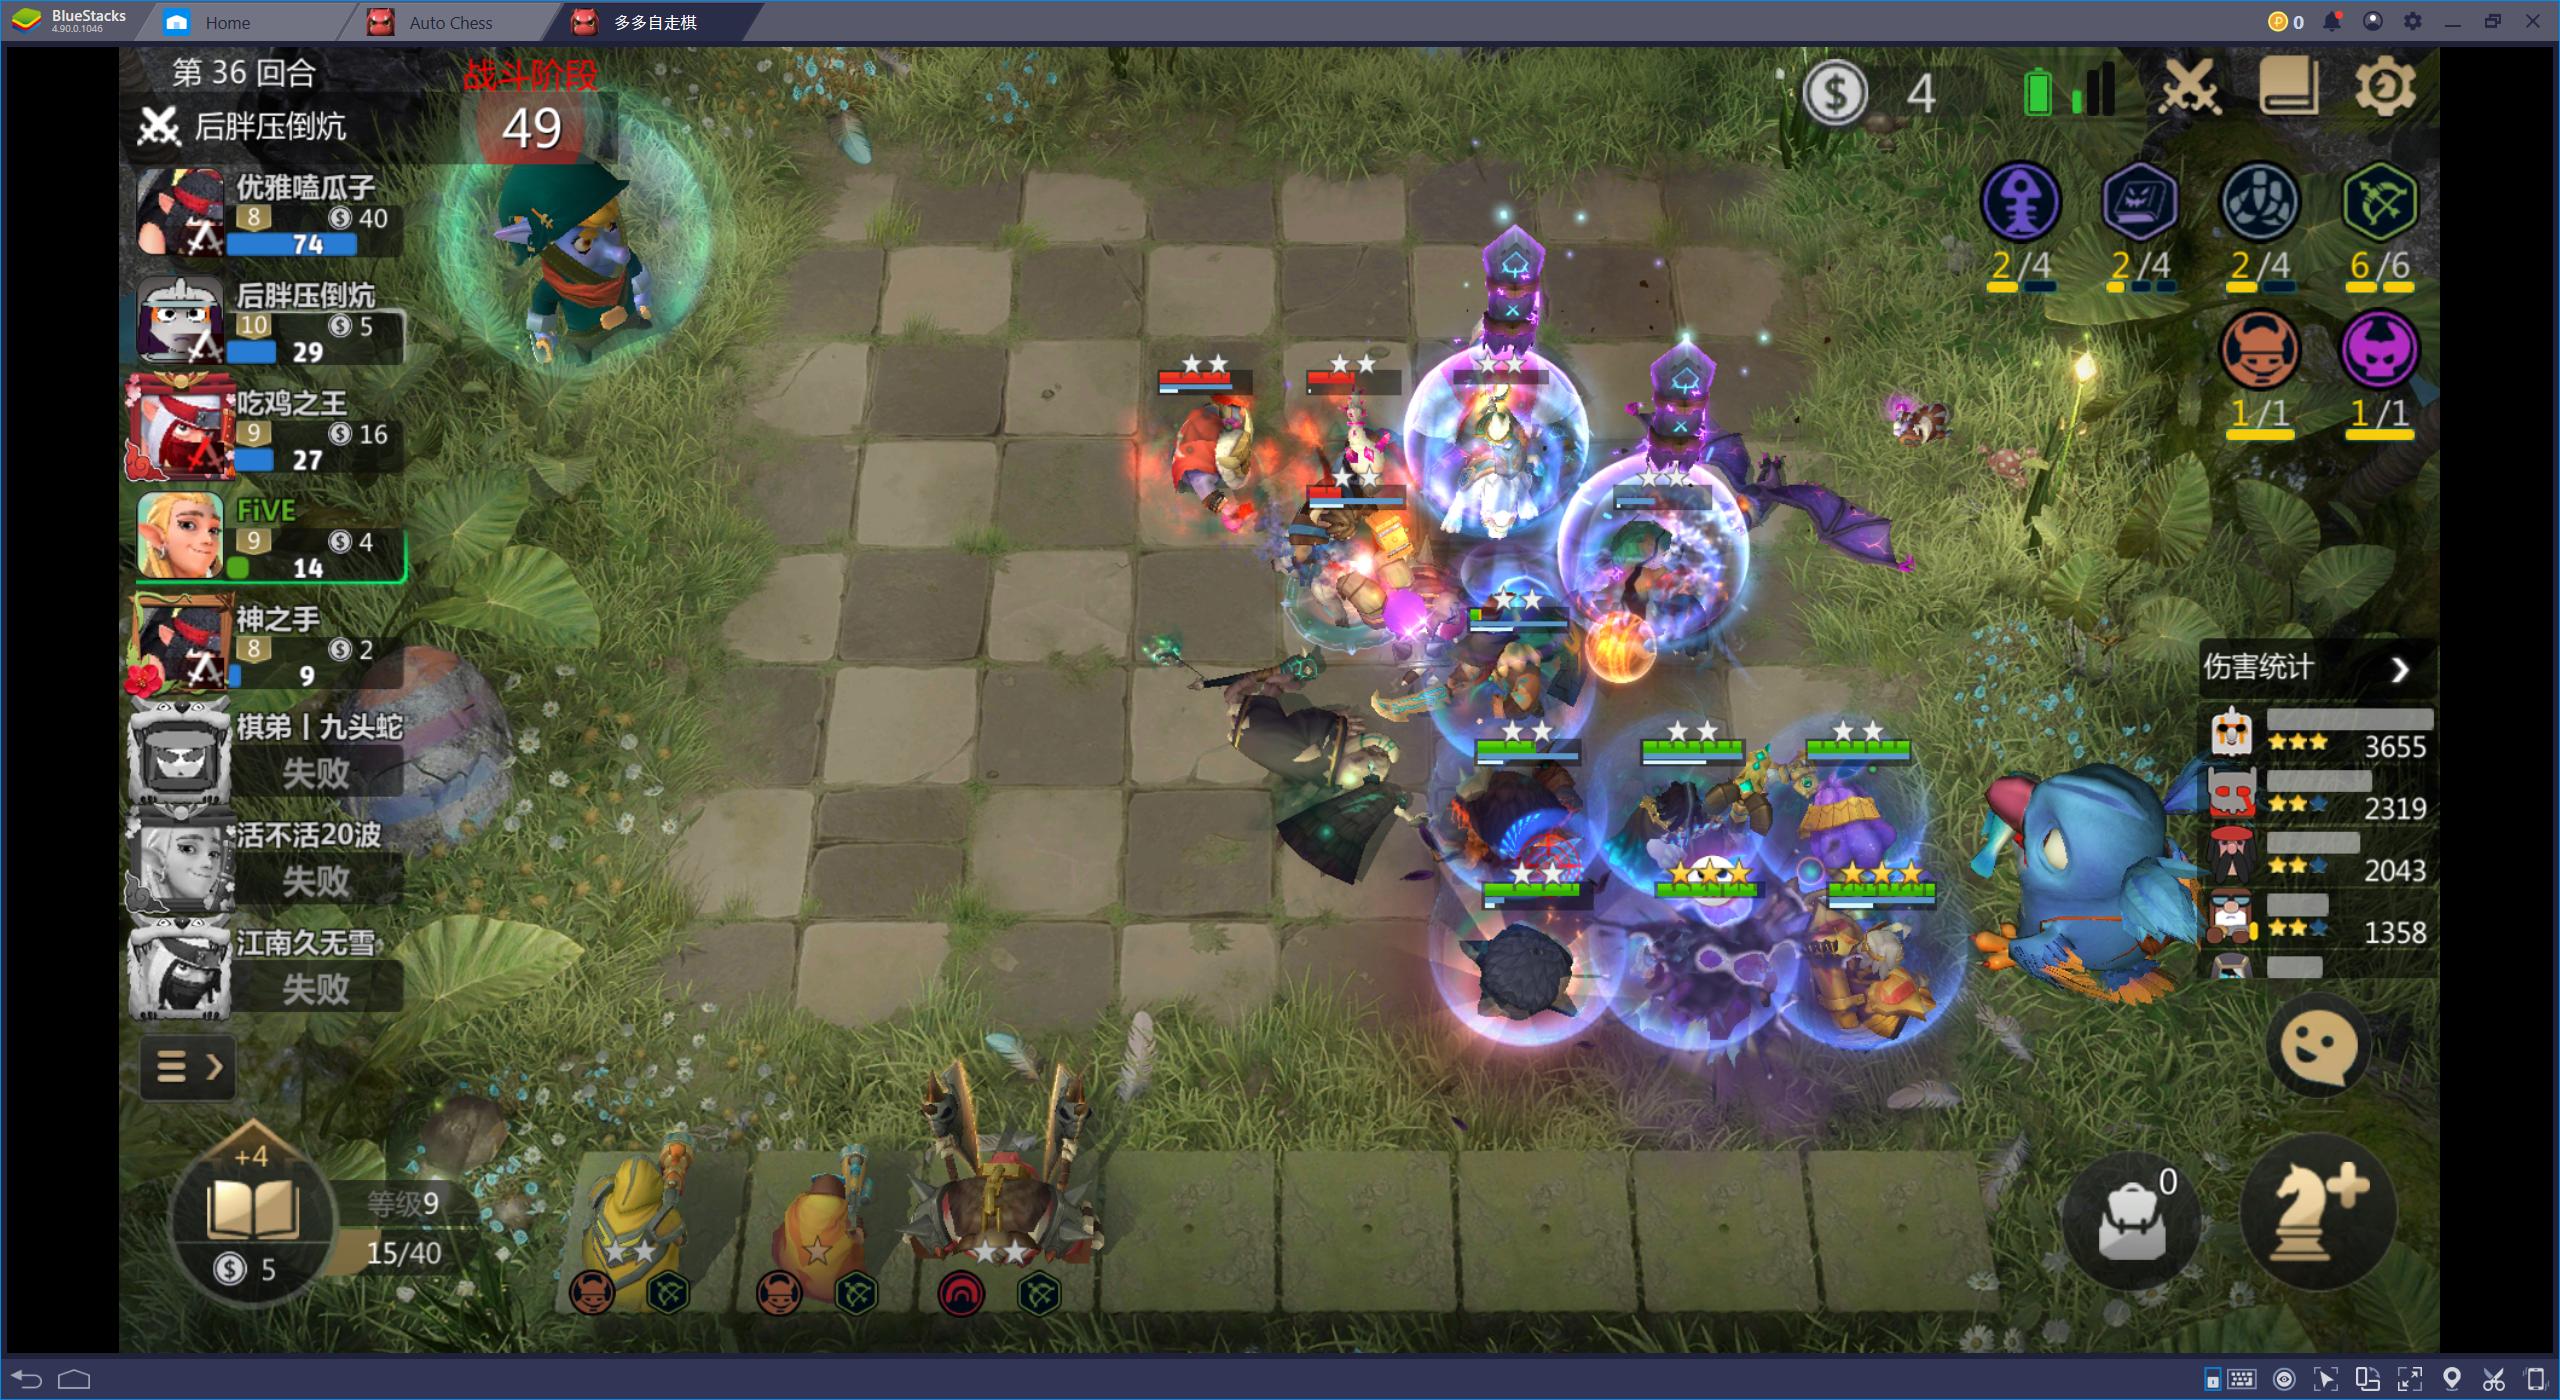 BlueStacks
4.90.0.1046
Home
Auto Chess
多多自走棋
0
第 36 回合
战斗阶段
后胖压倒炕
49
4
优雅嗑瓜子
8
40
74
后胖压倒炕
10
5
29
吃鸡之王
9
16
27
FiVE
9
4
14
神之手
8
2
9
棋弟丨九头蛇
失败
活不活20波
失败
江南久无雪
失败
2/4
2/4
2/4
6/6
1/1
1/1
伤害统计
3655
2319
2043
1358
+4
5
等级9
15/40
0